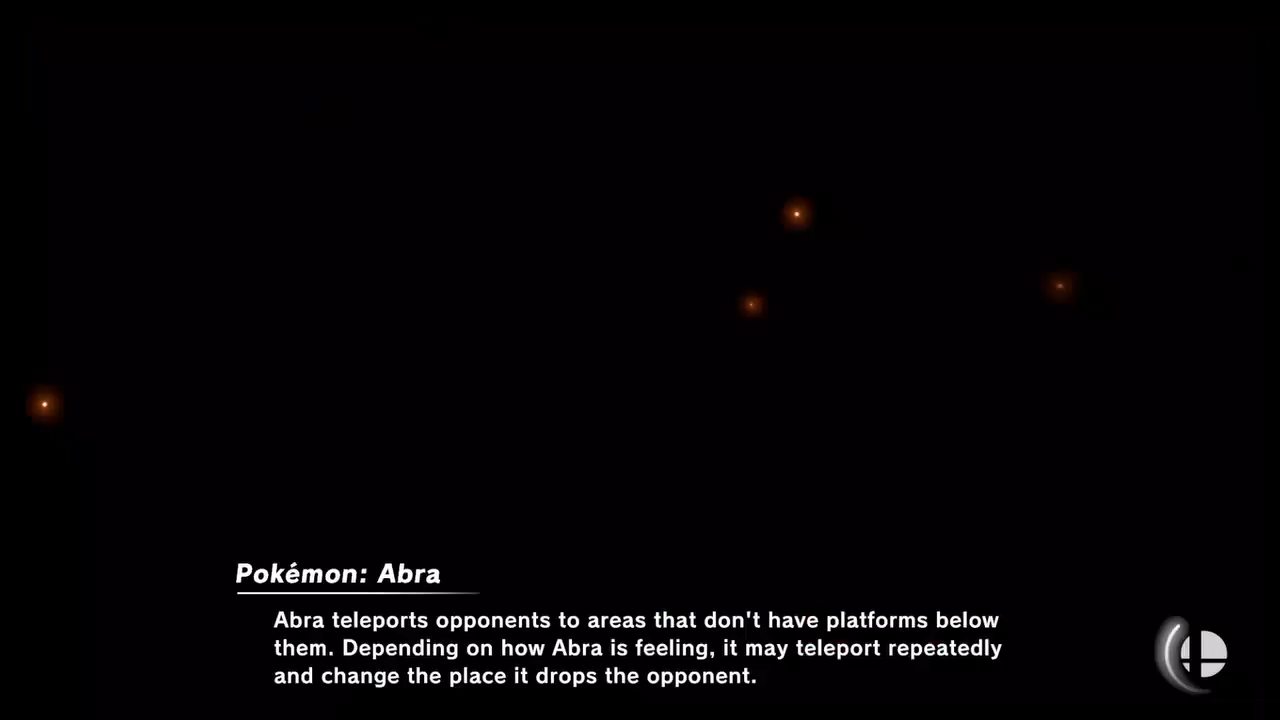 Pokémon: Abra
Abra teleports opponents to areas that don't have platforms below
them. Depending on how Abra is feeling, it may teleport repeatedly
and change the place it drops the opponent.